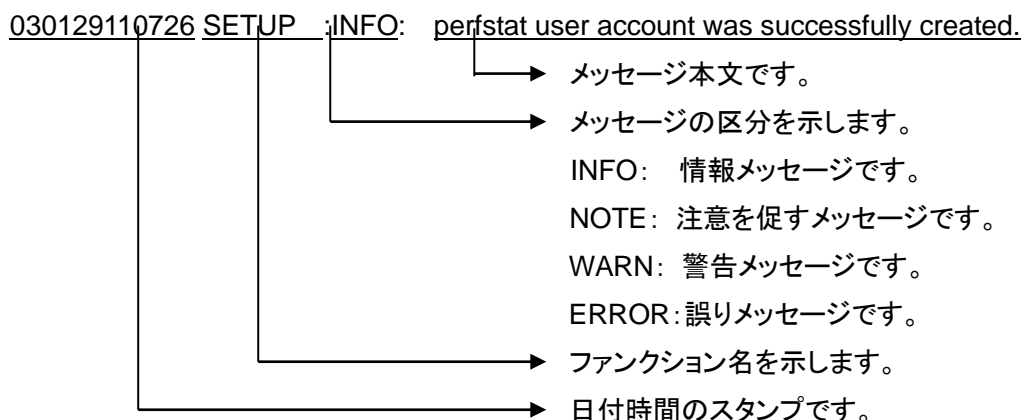 030129110726 SETUP :INFO: perfstat user account was successfully created.
メッセージ本文です。
メッセージの区分を示します。
INFO： 情報メッセージです。
NOTE： 注意を促すメッセージです。
WARN： 警告メッセージです。
ERROR：誤りメッセージです。
ファンクション名を示します。
日付時間のスタンプです。